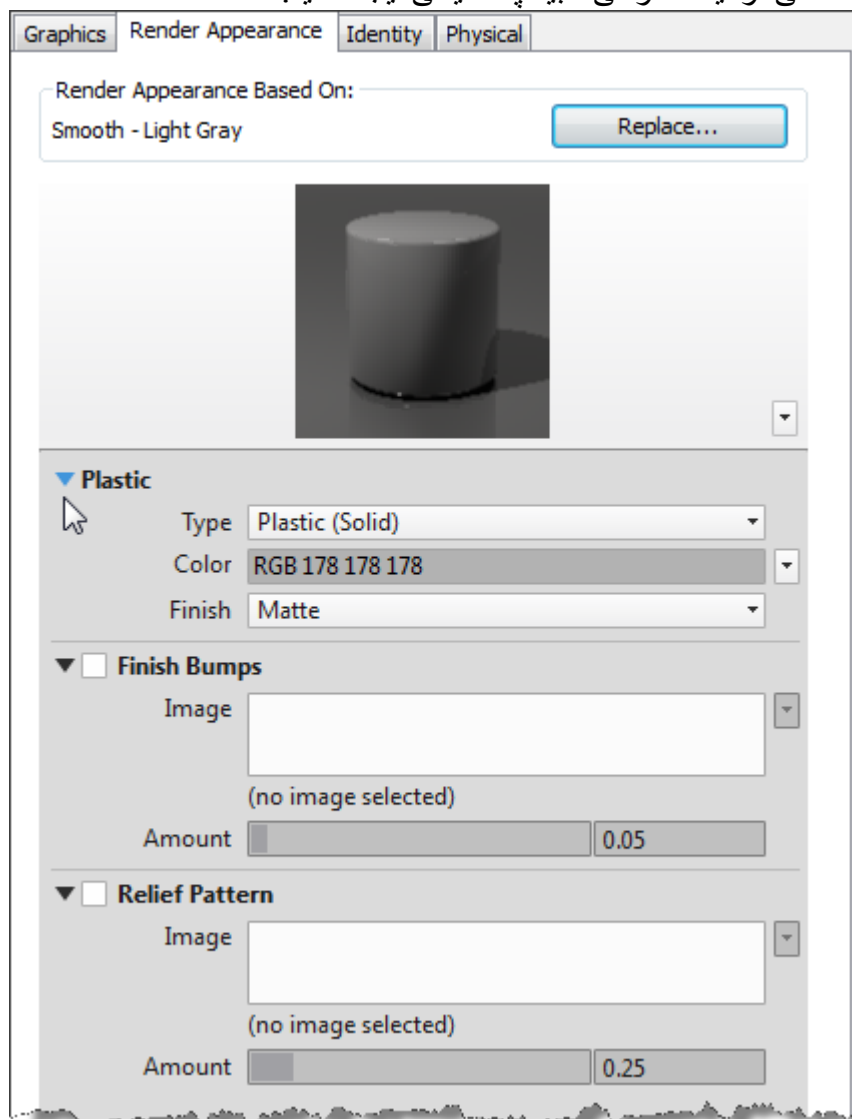 Graphics Render Appearance Identity Physical
Render Appearance Based On:
Smooth - Light Gray Replace...
Plastic
Type Plastic (Solid)
Color RGB 178 178 178
Finish Matte
Finish Bumps
Image
(no image selected)
Amount 0.05
Relief Pattern
Image
(no image selected)
Amount 0.25